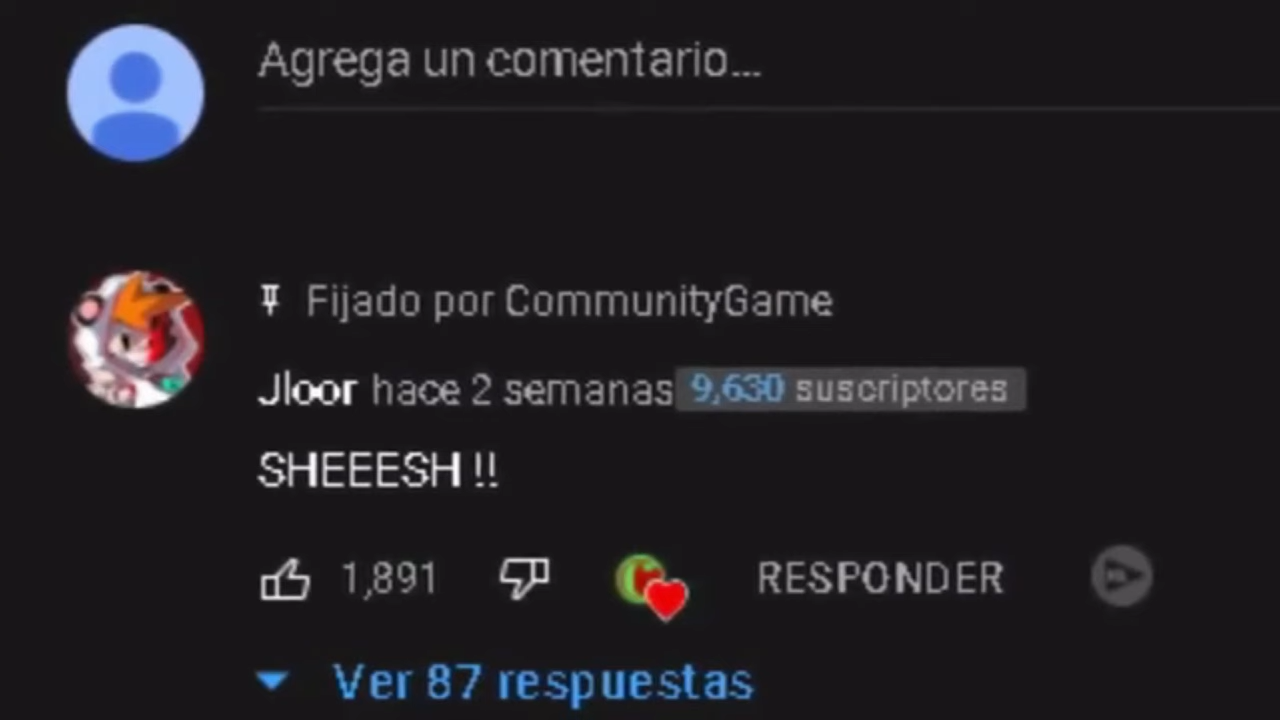 Agrega un comentario...
Fijado por CommunityGame
Jloor hace 2 semanas 9,630 suscriptores
SHEEESH !!
1,891 RESPONDER
Ver 87 respuestas